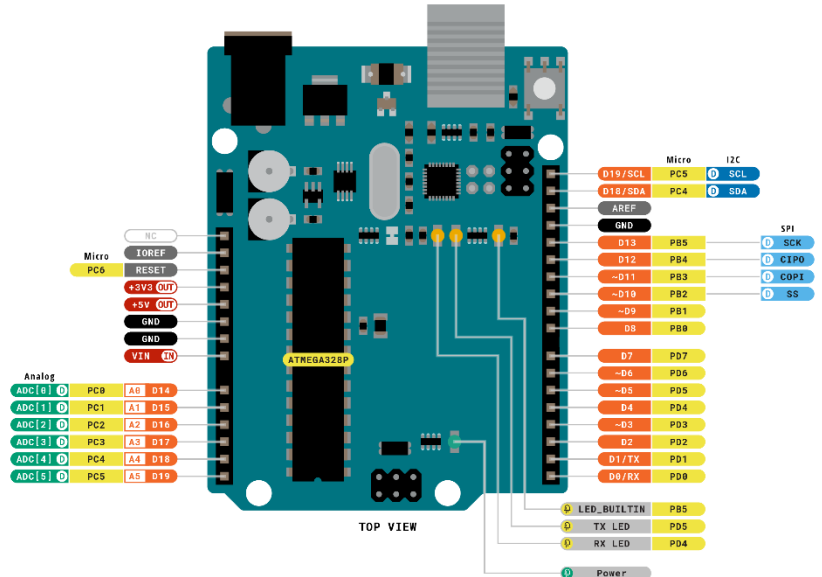 Micro I2C
D19/SCL PC5 D SCL
D18/SDA PC4 D SDA
AREF
GND
SPI
D13 PB5 D SCK
D12 PB4 D CIPO
~D11 PB3 D COPI
~D10 PB2 D SS
~D9 PB1
D8 PB0
D7 PD7
~D6 PD6
~D5 PD5
D4 PD4
~D3 PD3
D2 PD2
D1/TX PD1
D0/RX PD0
NC
IOREF
Micro
PC6 RESET
+3V3 OUT
+5V OUT
GND
GND
VIN IN
Analog
ADC[0] D PC0 A0 D14
ADC[1] D PC1 A1 D15
ADC[2] D PC2 A2 D16
ADC[3] D PC3 A3 D17
ADC[4] D PC4 A4 D18
ADC[5] D PC5 A5 D19
ATMEGA328P
TOP VIEW
D LED_BUILTIN PB5
D TX LED PD5
D RX LED PD4
D Power